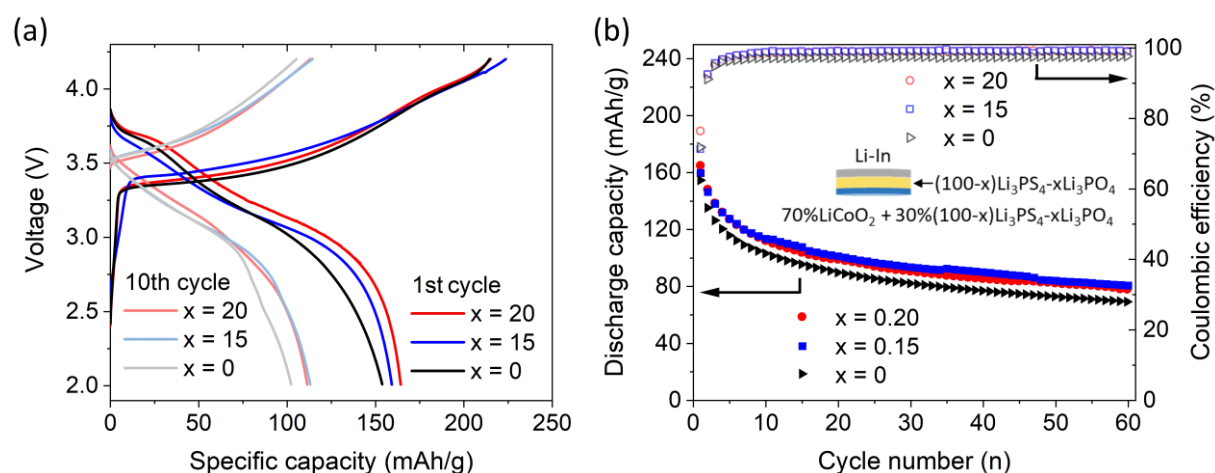 (a)
4.0
3.5
3.0
2.5
2.0
Voltage (V)
10th cycle
x = 20
x = 15
x = 0
1st cycle
x = 20
x = 15
x = 0
0 50 100 150 200 250
Specific capacity (mAh/g)
(b)
240
200
160
120
80
40
0
Discharge capacity (mAh/g)
x = 20
x = 15
x = 0
Li-In
(100-x)Li₃PS₄-xLi₃PO₄
70%LiCoO₂ + 30%(100-x)Li₃PS₄-xLi₃PO₄
x = 0.20
x = 0.15
x = 0
100
80
60
40
20
0
Coulombic efficiency (%)
0 10 20 30 40 50 60
Cycle number (n)